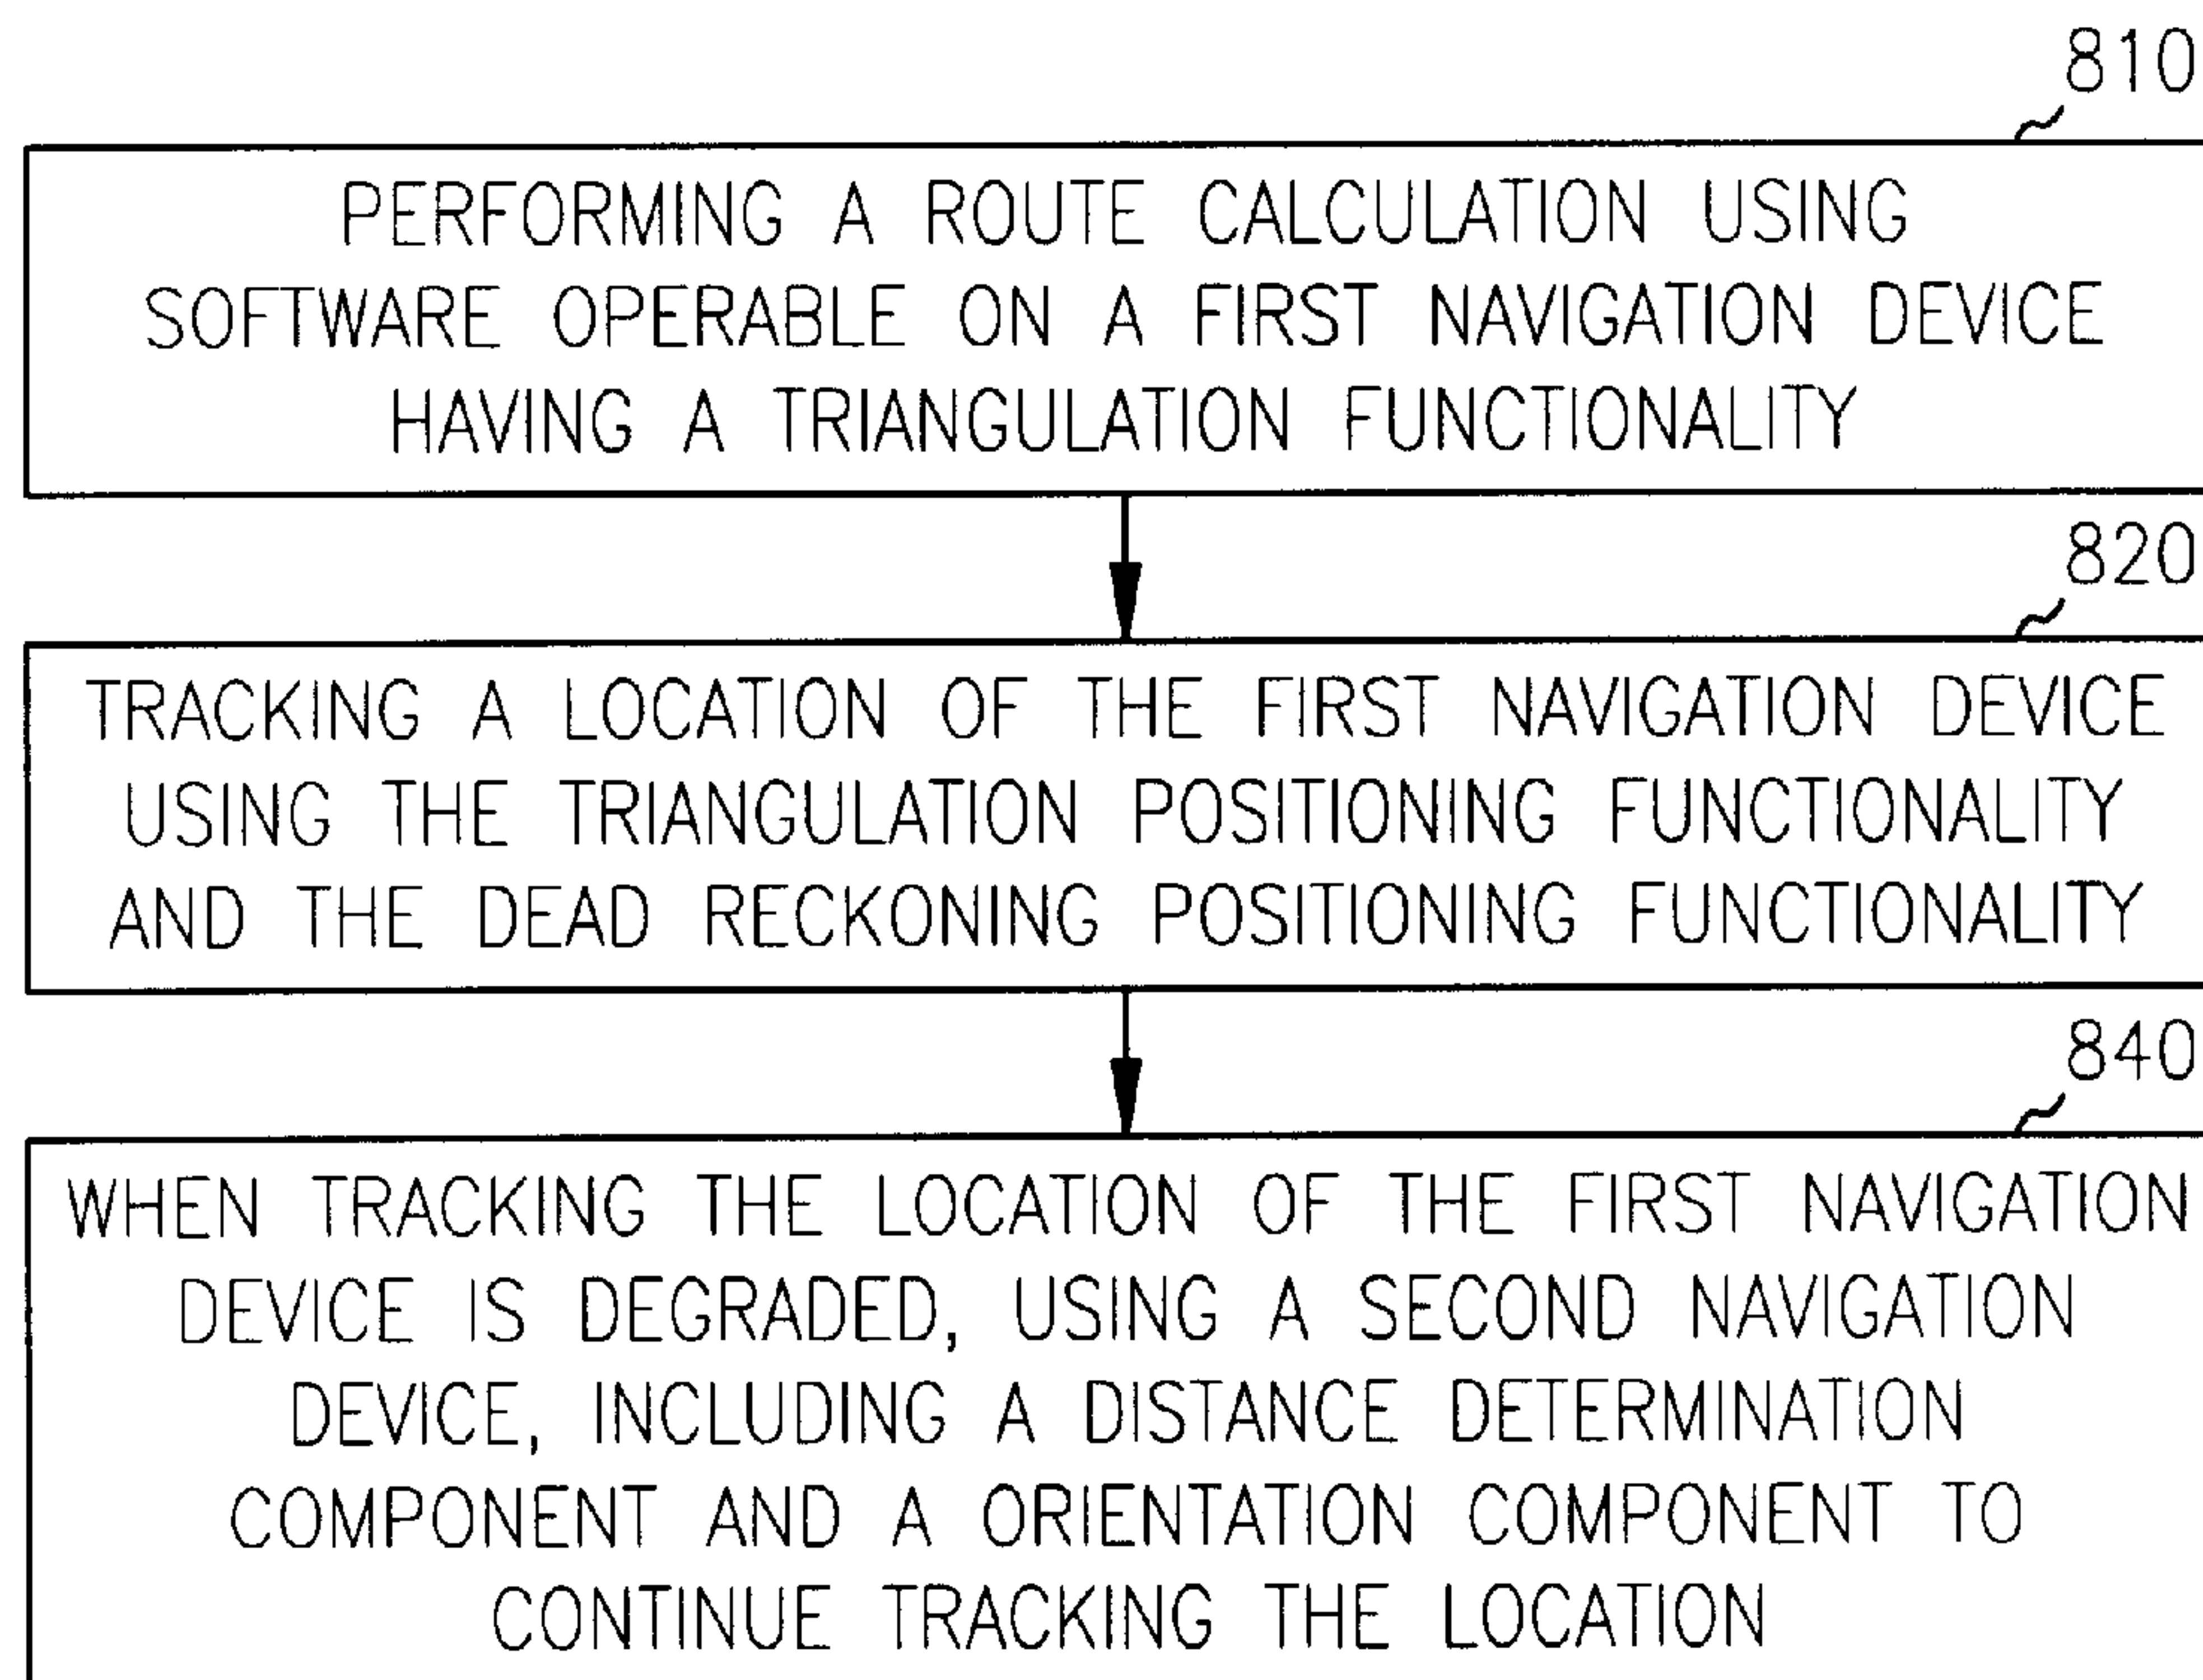 810
PERFORMING A ROUTE CALCULATION USING
SOFTWARE OPERABLE ON A FIRST NAVIGATION DEVICE
HAVING A TRIANGULATION FUNCTIONALITY
820
TRACKING A LOCATION OF THE FIRST NAVIGATION DEVICE
USING THE TRIANGULATION POSITIONING FUNCTIONALITY
AND THE DEAD RECKONING POSITIONING FUNCTIONALITY
840
WHEN TRACKING THE LOCATION OF THE FIRST NAVIGATION
DEVICE IS DEGRADED, USING A SECOND NAVIGATION
DEVICE, INCLUDING A DISTANCE DETERMINATION
COMPONENT AND A ORIENTATION COMPONENT TO
CONTINUE TRACKING THE LOCATION